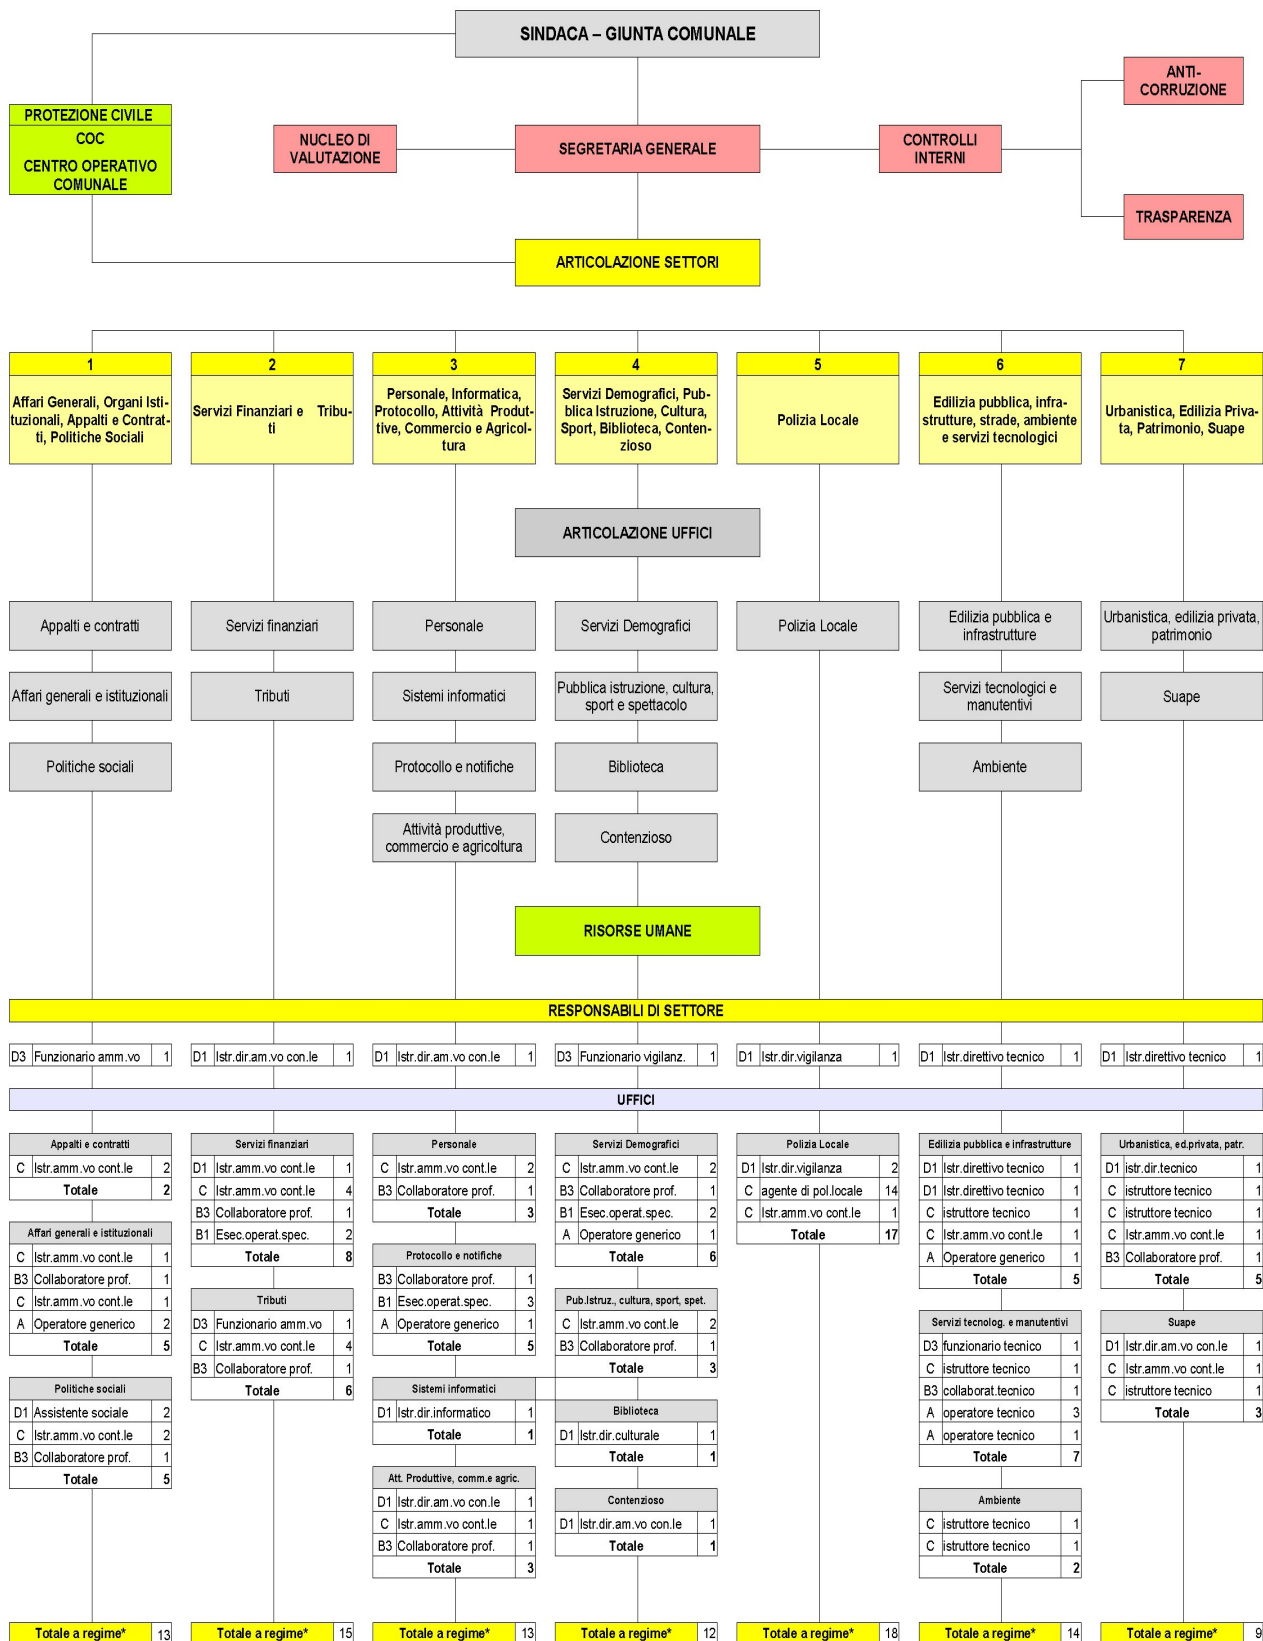 SINDACA – GIUNTA COMUNALE
ANTI-
CORRUZIONE
PROTEZIONE CIVILE
COC
CENTRO OPERATIVO
COMUNALE
NUCLEO DI
VALUTAZIONE
SEGRETARIA GENERALE
CONTROLLI
INTERNI
TRASPARENZA
ARTICOLAZIONE SETTORI
1
Affari Generali, Organi Isti-
tuzionali, Appalti e Contrat-
ti, Politiche Sociali
2
Servizi Finanziari e Tribu-
ti
3
Personale, Informatica,
Protocollo, Attività Produt-
tive, Commercio e Agricol-
tura
4
Servizi Demografici, Pub-
blica Istruzione, Cultura,
Sport, Biblioteca, Conten-
zioso
5
Polizia Locale
6
Edilizia pubblica, infra-
strutture, strade, ambiente
e servizi tecnologici
7
Urbanistica, Edilizia Priva-
ta, Patrimonio, Suape
ARTICOLAZIONE UFFICI
Appalti e contratti
Affari generali e istituzionali
Politiche sociali
Servizi finanziari
Tributi
Personale
Sistemi informatici
Protocollo e notifiche
Attività produttive,
commercio e agricoltura
Servizi Demografici
Pubblica istruzione, cultura,
sport e spettacolo
Biblioteca
Contenzioso
Polizia Locale
Edilizia pubblica e
infrastrutture
Servizi tecnologici e
manutentivi
Ambiente
Urbanistica, edilizia privata,
patrimonio
Suape
RISORSE UMANE
RESPONSABILI DI SETTORE
D3 Funzionario amm.vo 1
D1 Istr.dir.am.vo con.le 1
D1 Istr.dir.am.vo con.le 1
D3 Funzionario vigilanz. 1
D1 Istr.dir.vigilanza 1
D1 Istr.direttivo tecnico 1
D1 Istr.direttivo tecnico 1
UFFICI
Appalti e contratti
C Istr.amm.vo cont.le 2
Totale 2
Affari generali e istituzionali
C Istr.amm.vo cont.le 1
B3 Collaboratore prof. 1
C Istr.amm.vo cont.le 1
A Operatore generico 2
Totale 5
Politiche sociali
D1 Assistente sociale 2
C Istr.amm.vo cont.le 2
B3 Collaboratore prof. 1
Totale 5
Servizi finanziari
D1 Istr.amm.vo cont.le 1
C Istr.amm.vo cont.le 4
B3 Collaboratore prof. 1
B1 Esec.operat.spec. 2
Totale 8
Tributi
D3 Funzionario amm.vo 1
C Istr.amm.vo cont.le 4
B3 Collaboratore prof. 1
Totale 6
Personale
C Istr.amm.vo cont.le 2
B3 Collaboratore prof. 1
Totale 3
Protocollo e notifiche
B3 Collaboratore prof. 1
B1 Esec.operat.spec. 3
A Operatore generico 1
Totale 5
Sistemi informatici
D1 Istr.dir.informatico 1
Totale 1
Att. Produttive, comm.e agric.
D1 Istr.dir.am.vo con.le 1
C Istr.amm.vo cont.le 1
B3 Collaboratore prof. 1
Totale 3
Servizi Demografici
C Istr.amm.vo cont.le 2
B3 Collaboratore prof. 1
B1 Esec.operat.spec. 2
A Operatore generico 1
Totale 6
Pub.Istruz., cultura, sport, spet.
C Istr.amm.vo cont.le 2
B3 Collaboratore prof. 1
Totale 3
Biblioteca
D1 Istr.dir.culturale 1
Totale 1
Contenzioso
D1 Istr.dir.am.vo con.le 1
Totale 1
Polizia Locale
D1 Istr.dir.vigilanza 2
C agente di pol.locale 14
C Istr.amm.vo cont.le 1
Totale 17
Edilizia pubblica e infrastrutture
D1 Istr.direttivo tecnico 1
D1 Istr.direttivo tecnico 1
C istruttore tecnico 1
C Istr.amm.vo cont.le 1
A Operatore generico 1
Totale 5
Servizi tecnolog. e manutentivi
D3 funzionario tecnico 1
C istruttore tecnico 1
B3 collaborat.tecnico 1
A operatore tecnico 3
A operatore tecnico 1
Totale 7
Ambiente
C istruttore tecnico 1
C istruttore tecnico 1
Totale 2
Urbanistica, ed.privata, patr.
D1 istr.dir.tecnico 1
C istruttore tecnico 1
C istruttore tecnico 1
C Istr.amm.vo cont.le 1
B3 Collaboratore prof. 1
Totale 5
Suape
D1 Istr.dir.am.vo con.le 1
C Istr.amm.vo cont.le 1
C istruttore tecnico 1
Totale 3
Totale a regime* 13
Totale a regime* 15
Totale a regime* 13
Totale a regime* 12
Totale a regime* 18
Totale a regime* 14
Totale a regime* 9